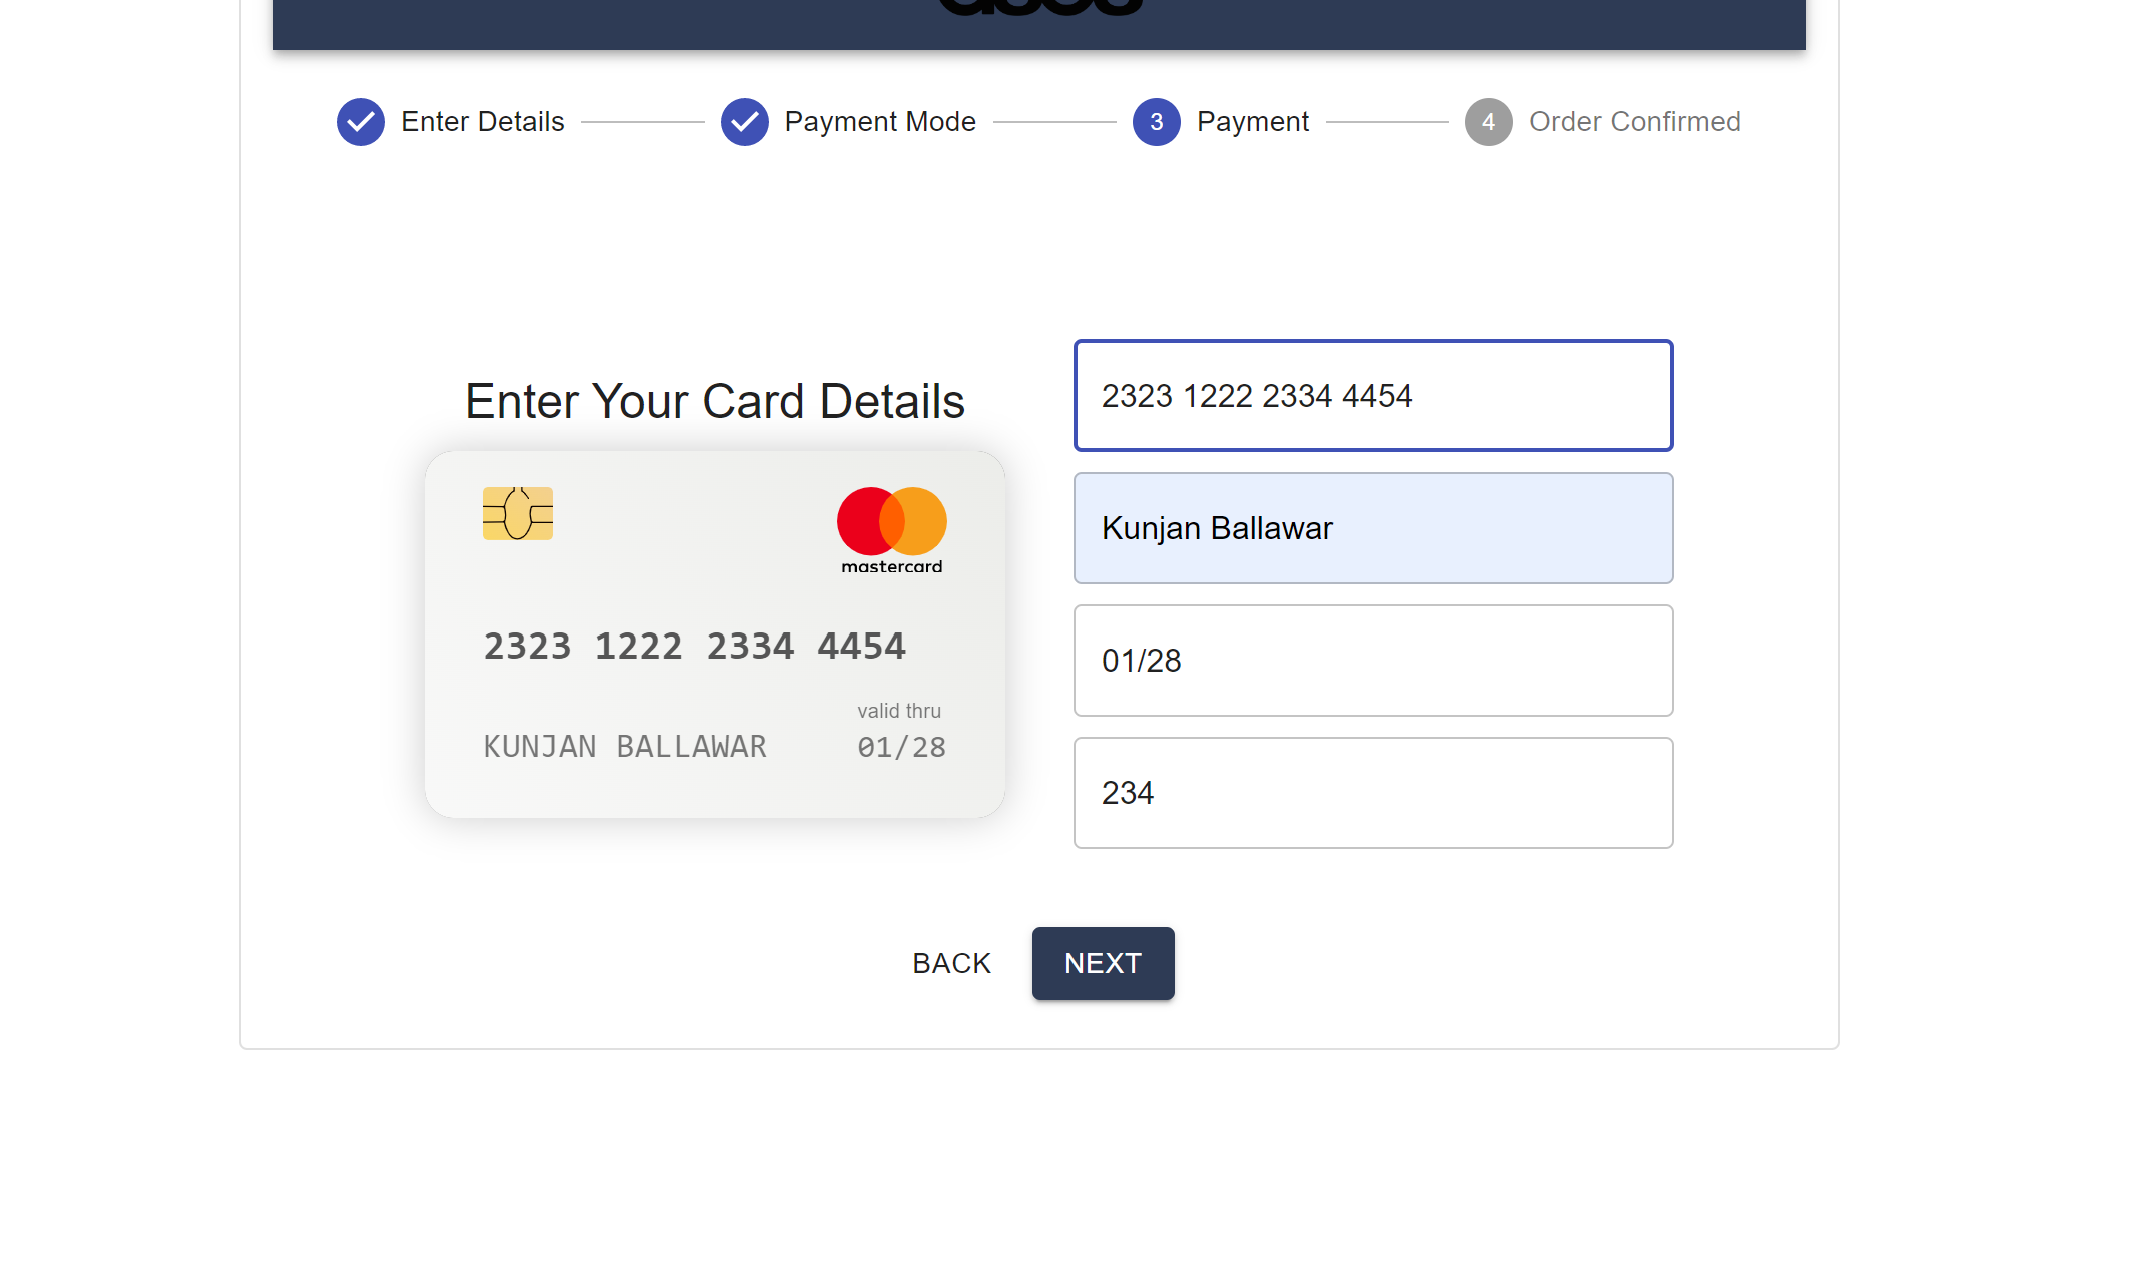 asos
Enter Details
Payment Mode
3 Payment
4 Order Confirmed
Enter Your Card Details
mastercard
2323 1222 2334 4454
valid thru
KUNJAN BALLAWAR 01/28
2323 1222 2334 4454
Kunjan Ballawar
01/28
234
BACK NEXT